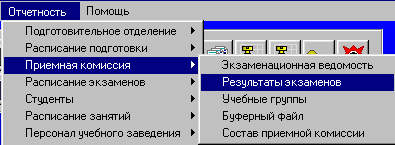 Отчетность Помощь
Подготовительное отделение
Расписание подготовки
Приемная комиссия
Расписание экзаменов
Студенты
Расписание занятий
Персонал учебного заведения
Экзаменационная ведомость
Результаты экзаменов
Учебные группы
Буферный файл
Состав приемной комиссии